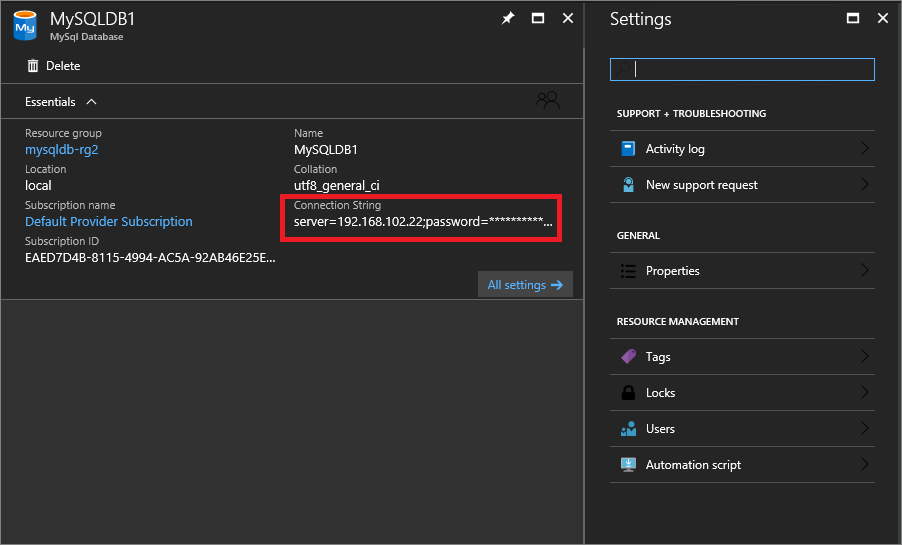 MySQLDB1
MySql Database
Delete
Essentials
Resource group
mysqldb-rg2
Location
local
Subscription name
Default Provider Subscription
Subscription ID
EAED7D4B-8115-4994-AC5A-92AB46E25E...
Name
MySQLDB1
Collation
utf8_general_ci
Connection String
server=192.168.102.22;password=**********...
All settings
Settings
SUPPORT + TROUBLESHOOTING
Activity log
New support request
GENERAL
Properties
RESOURCE MANAGEMENT
Tags
Locks
Users
Automation script